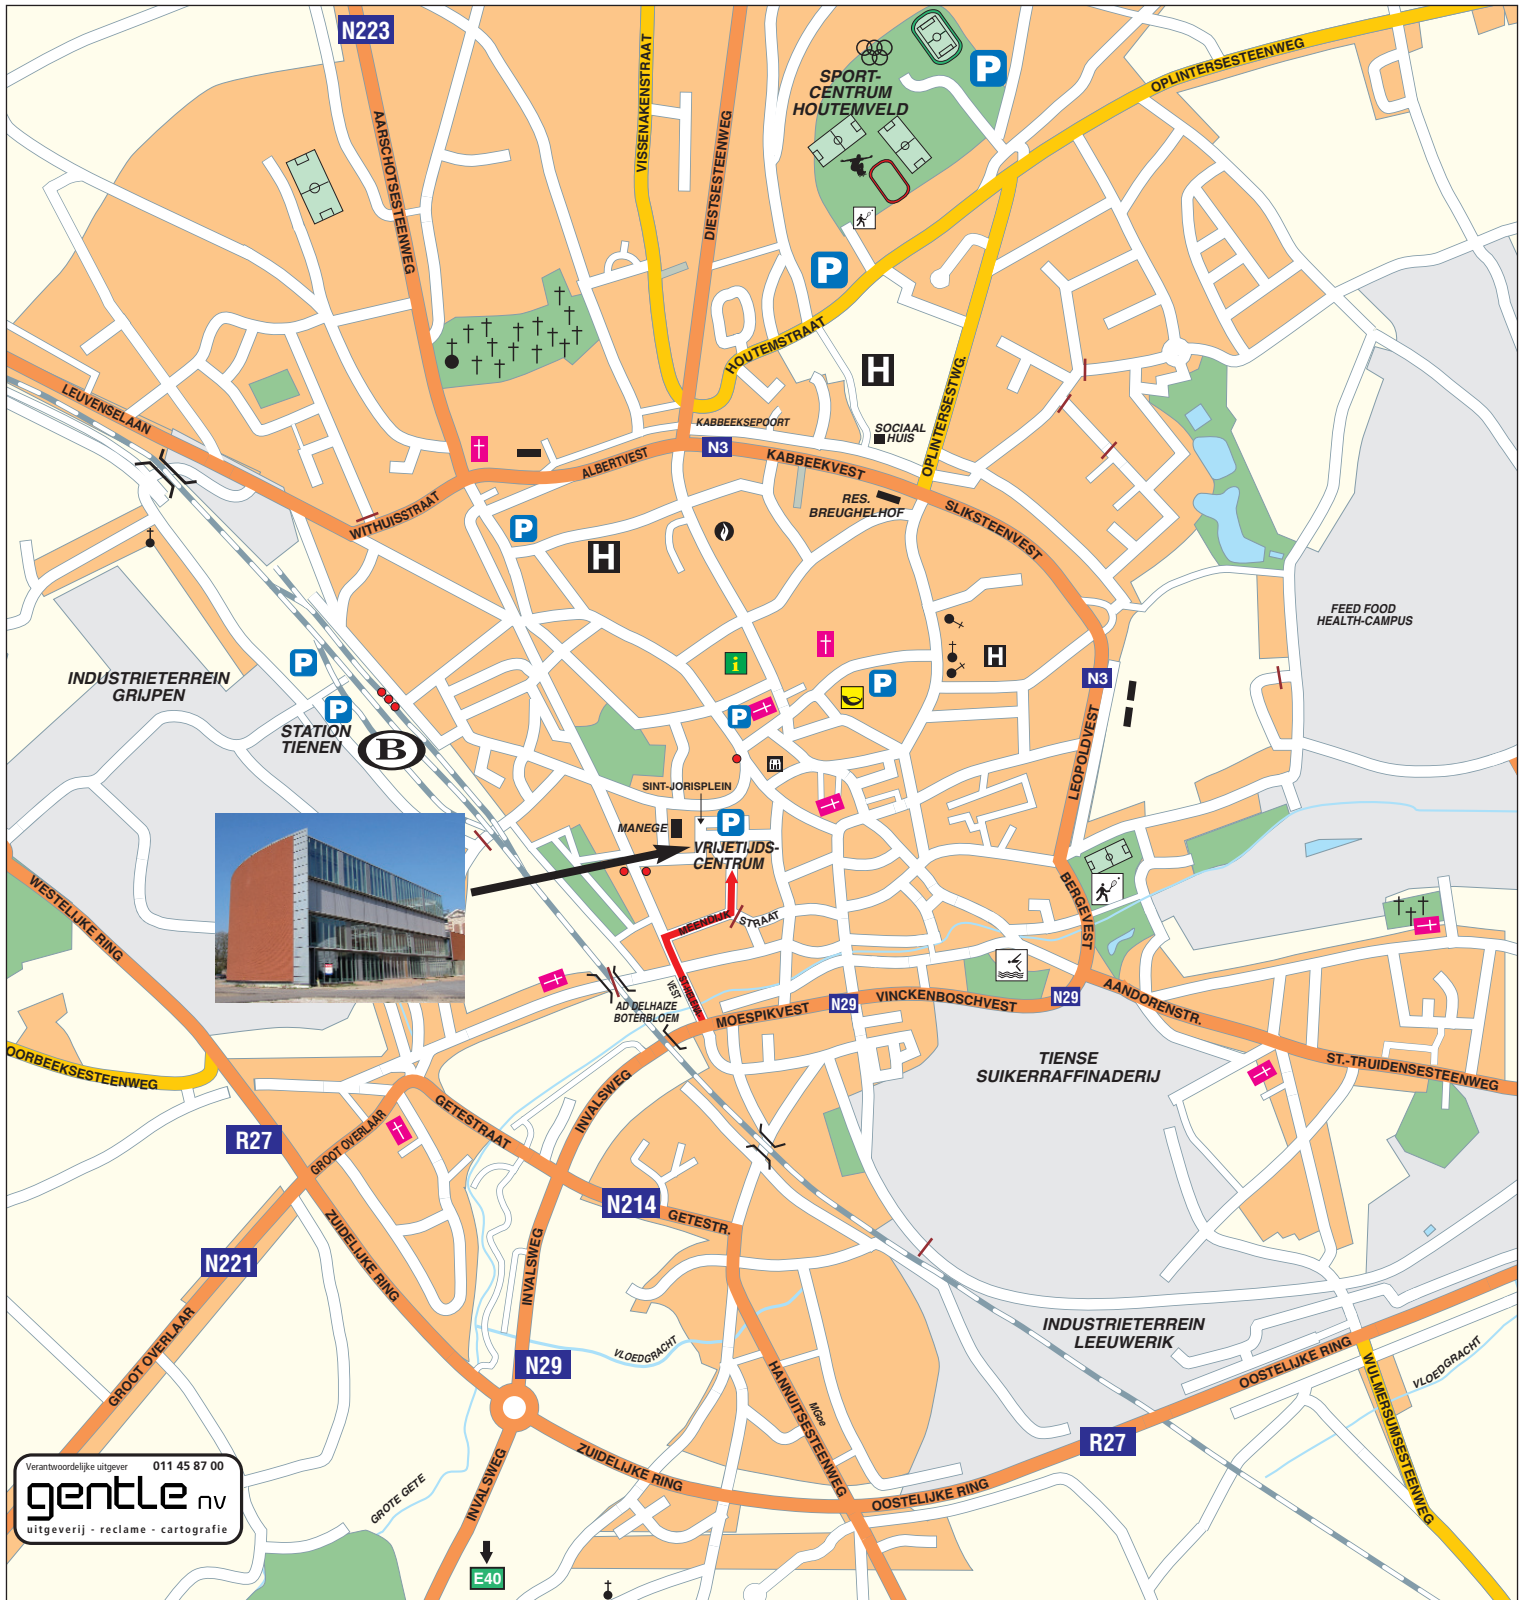 N223
AARSCHOTSESTEENWEG
VISSENAKENSTRAAT
DIESTSESTEENWEG
SPORT-
CENTRUM
HOUTEMVELD
P
OPLINTERSESTEENWEG
P
HOUTEMSTRAAT
H
OPLINTERSESTWG.
LEUVENSELAAN
KABBEEKSEPOORT
SOCIAAL
HUIS
N3
ALBERTVEST
KABBEEKVEST
WITHUISSTRAAT
RES.
BREUGHELHOF
SLIKSTEENVEST
P
H
FEED FOOD
HEALTH-CAMPUS
INDUSTRIETERREIN
GRIJPEN
P
P
STATION
TIENEN
B
i
H
P
P
N3
LEOPOLDVEST
SINT-JORISPLEIN
MANEGE
P
VRIJETIJDS-
CENTRUM
MEENDIJK
STRAAT
ST.HELENA
VEST
BERGEVEST
WESTELIJKE RING
AD DELHAIZE
BOTERBLOEM
MOESPIKVEST
N29
VINCKENBOSCHVEST
N29
AANDORENSTR.
ST.-TRUIDENSESTEENWEG
TIENSE
SUIKERRAFFINADERIJ
OORBEEKSESTEENWEG
R27
GROOT OVERLAAR
GETESTRAAT
INVALSWEG
N214
GETESTR.
N221
ZUIDELIJKE RING
INVALSWEG
GROOT OVERLAAR
N29
VLOEDGRACHT
INDUSTRIETERREIN
LEEUWERIK
OOSTELIJKE RING
VLOEDGRACHT
WULMERSUMSESTEENWEG
HANNUITSESTEENWEG
MGoe
R27
ZUIDELIJKE RING
OOSTELIJKE RING
INVALSWEG
GROTE GETE
E40
Verantwoordelijke uitgever 011 45 87 00
gentle nv
uitgeverij - reclame - cartografie